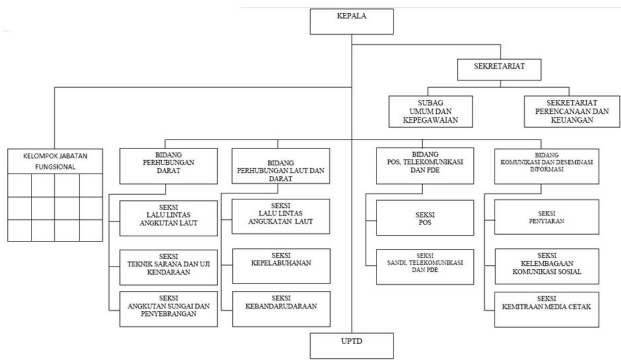 KEPALA
SEKRETARIAT
SUBAG
UMUM DAN
KEPEGAWAIAN
SEKRETARIAT
PERENCANAAN DAN
KEUANGAN
KELOMPOK JABATAN
FUNGSIONAL
BIDANG
PERHUBUNGAN
DARAT
SEKSI
LALU LINTAS
ANGKUTAN LAUT
SEKSI
TEKNIK SARANA DAN UJI
KENDARAAN
SEKSI
ANGKUTAN SUNGAI DAN
PENYEBRANGAN
BIDANG
PERHUBUNGAN LAUT DAN
DARAT
SEKSI
LALU LINTAS
ANGUKATAN LAUT
SEKSI
KEPELABUHANAN
SEKSI
KEBANDARUDARAAN
BIDANG
POS, TELEKOMUNIKASI
DAN PDE
SEKSI
POS
SEKSI
SANDI, TELEKOMUNIKASI
DAN PDE
BIDANG
KOMUNIKASI DAN DESEMINASI
INFORMASI
SEKSI
PENYIARAN
SEKSI
KELEMBAGAAN
KOMUNIKASI SOSIAL
SEKSI
KEMITRAAN MEDIA CETAK
UPTD